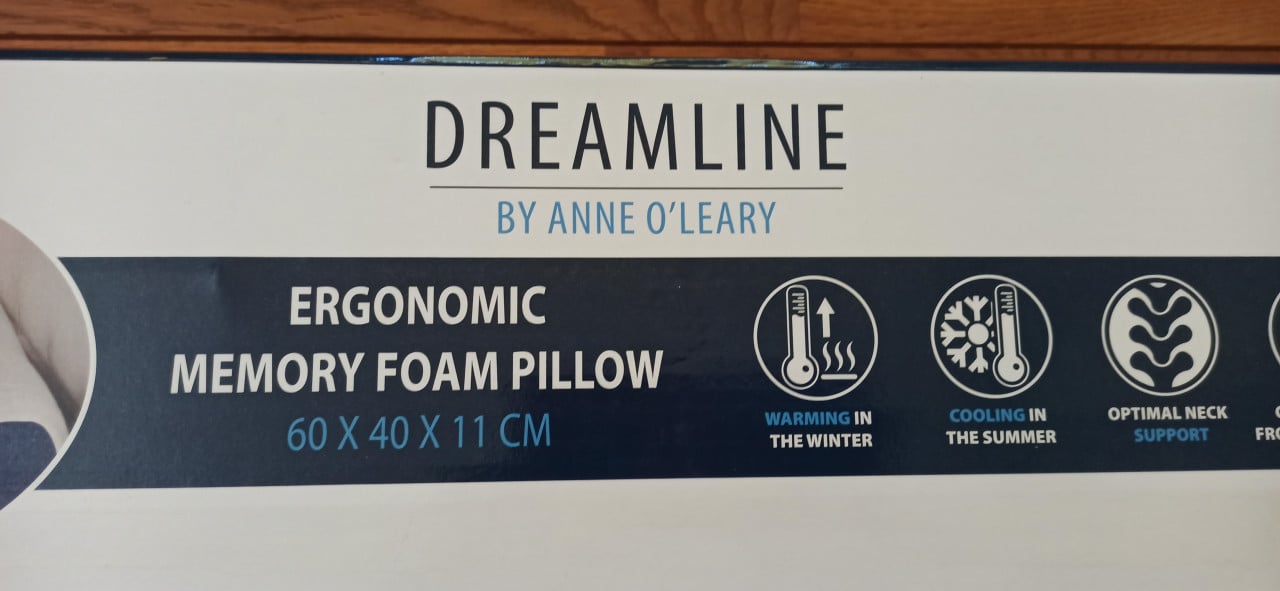 DREAMLINE
BY ANNE O'LEARY
ERGONOMIC
MEMORY FOAM PILLOW
60 X 40 X 11 CM
WARMING IN
THE WINTER
COOLING IN
THE SUMMER
OPTIMAL NECK
SUPPORT